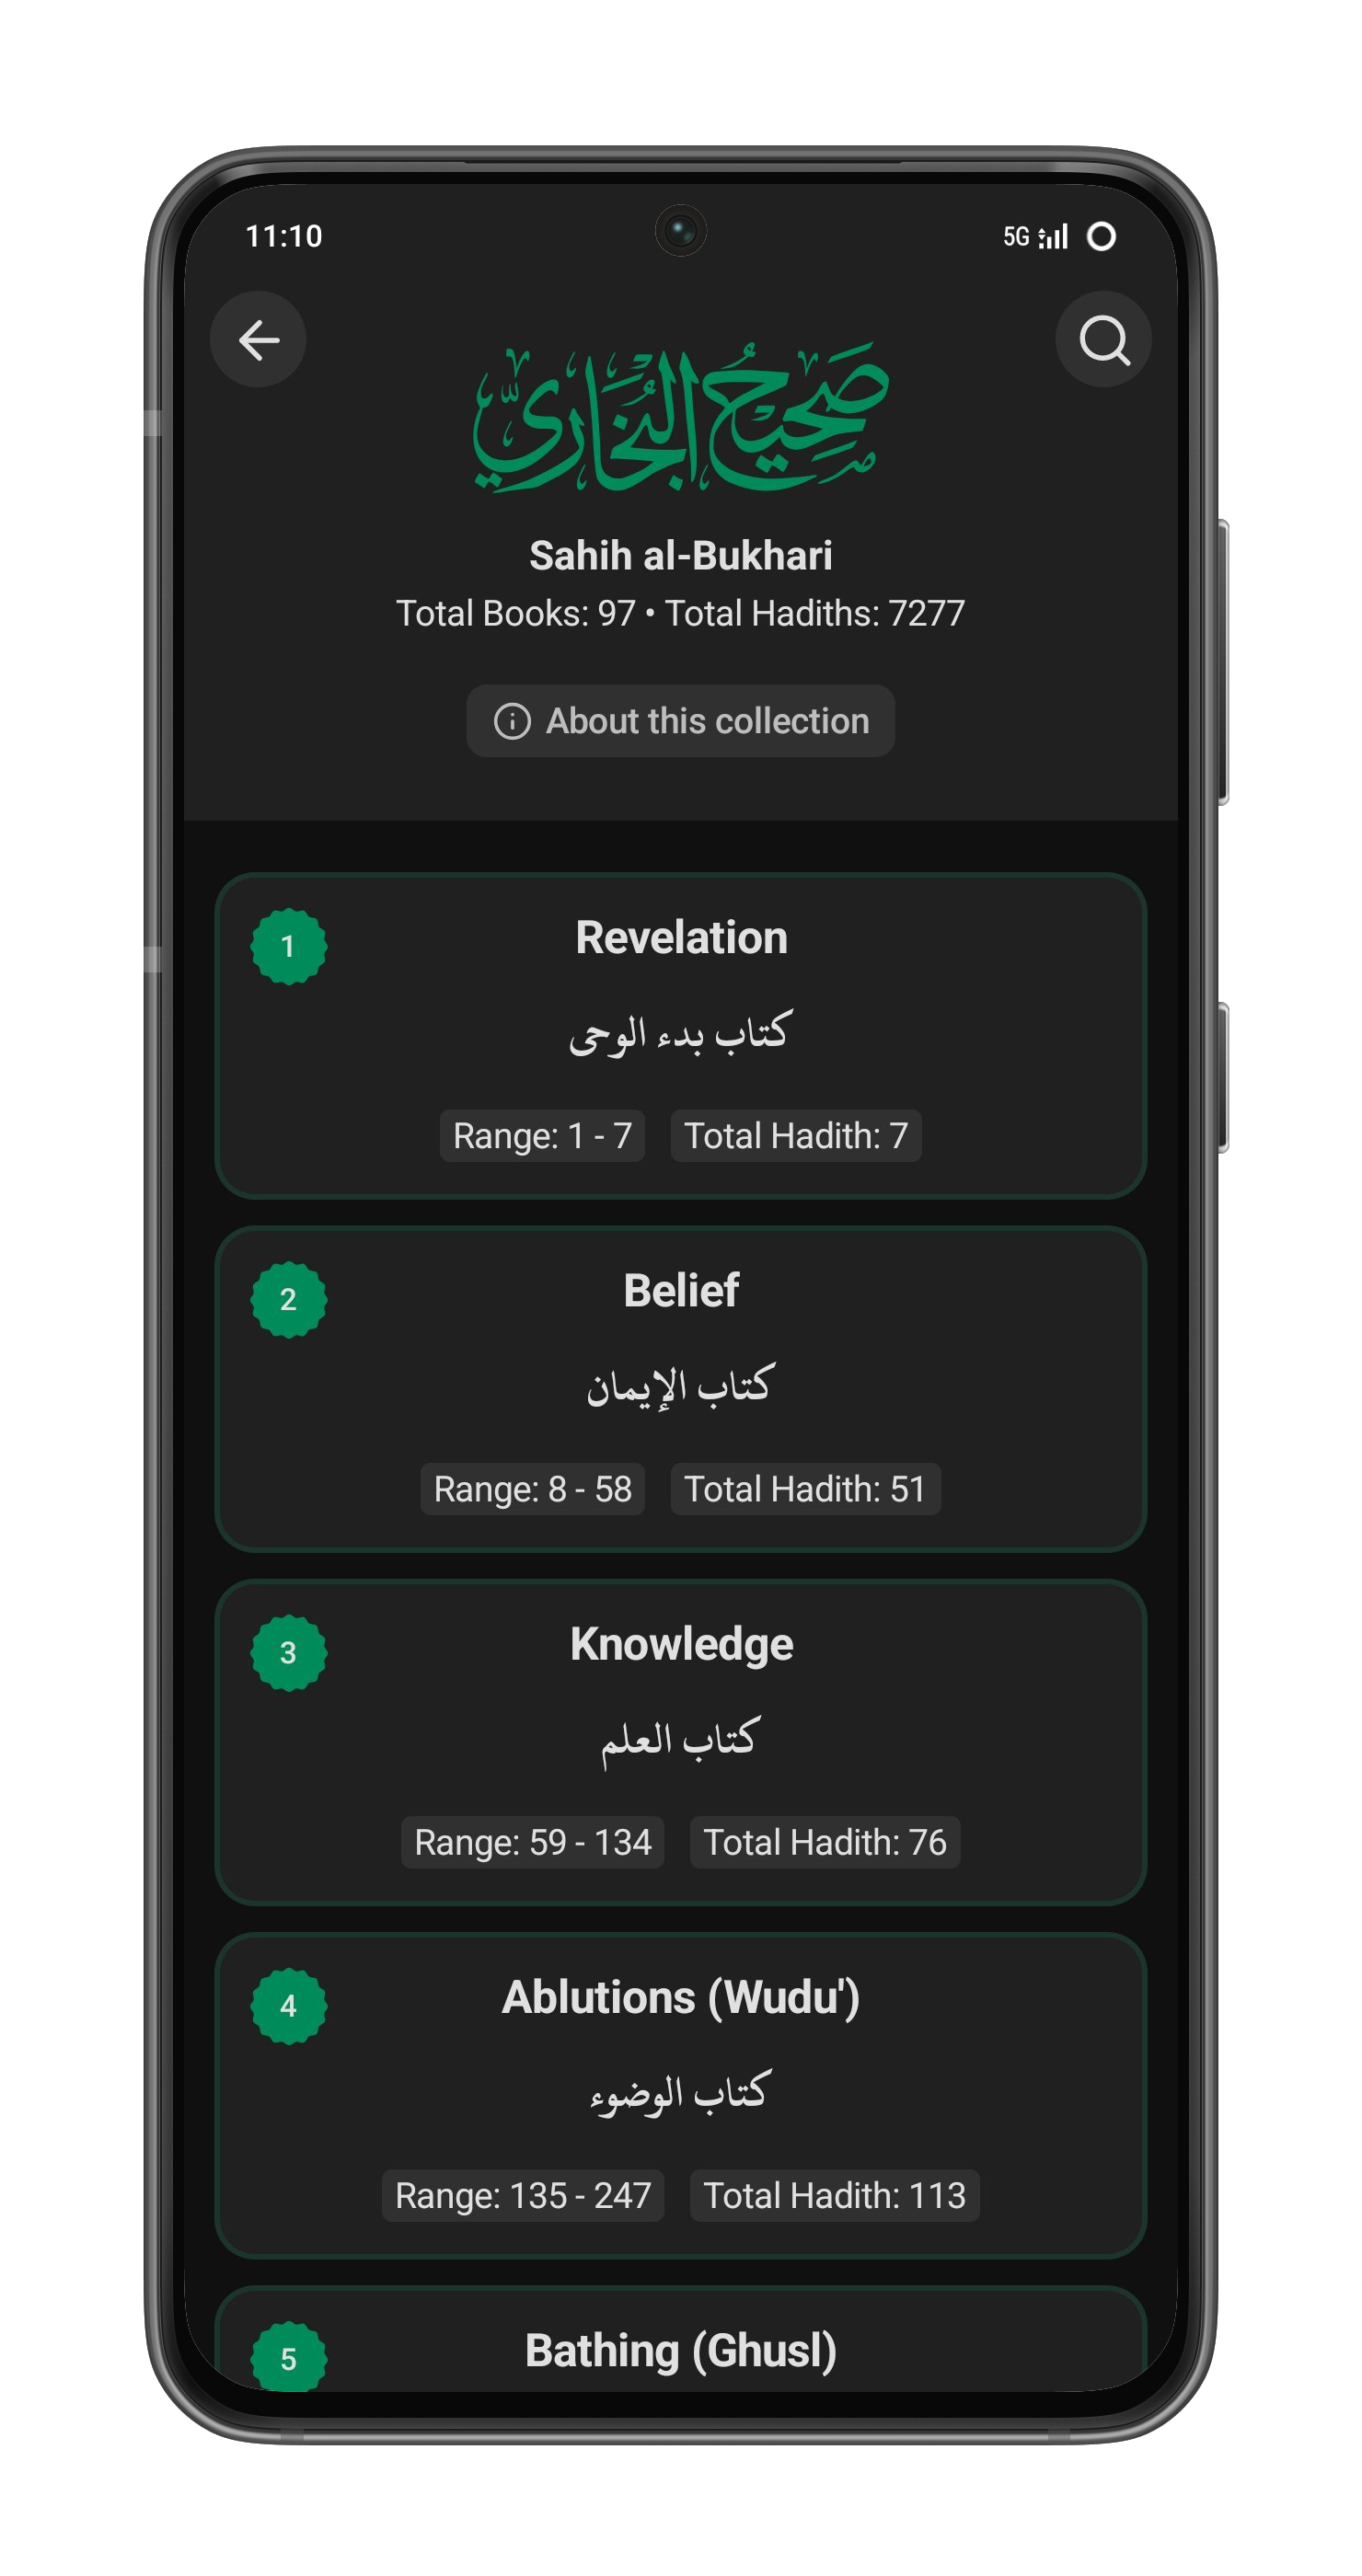 11:10
5G
صَحِيحُ البُخَارِيِّ
Sahih al-Bukhari
Total Books: 97 • Total Hadiths: 7277
About this collection
1
Revelation
كتاب بدء الوحى
Range: 1 - 7 Total Hadith: 7
2
Belief
كتاب الإيمان
Range: 8 - 58 Total Hadith: 51
3
Knowledge
كتاب العلم
Range: 59 - 134 Total Hadith: 76
4
Ablutions (Wudu')
كتاب الوضوء
Range: 135 - 247 Total Hadith: 113
5
Bathing (Ghusl)